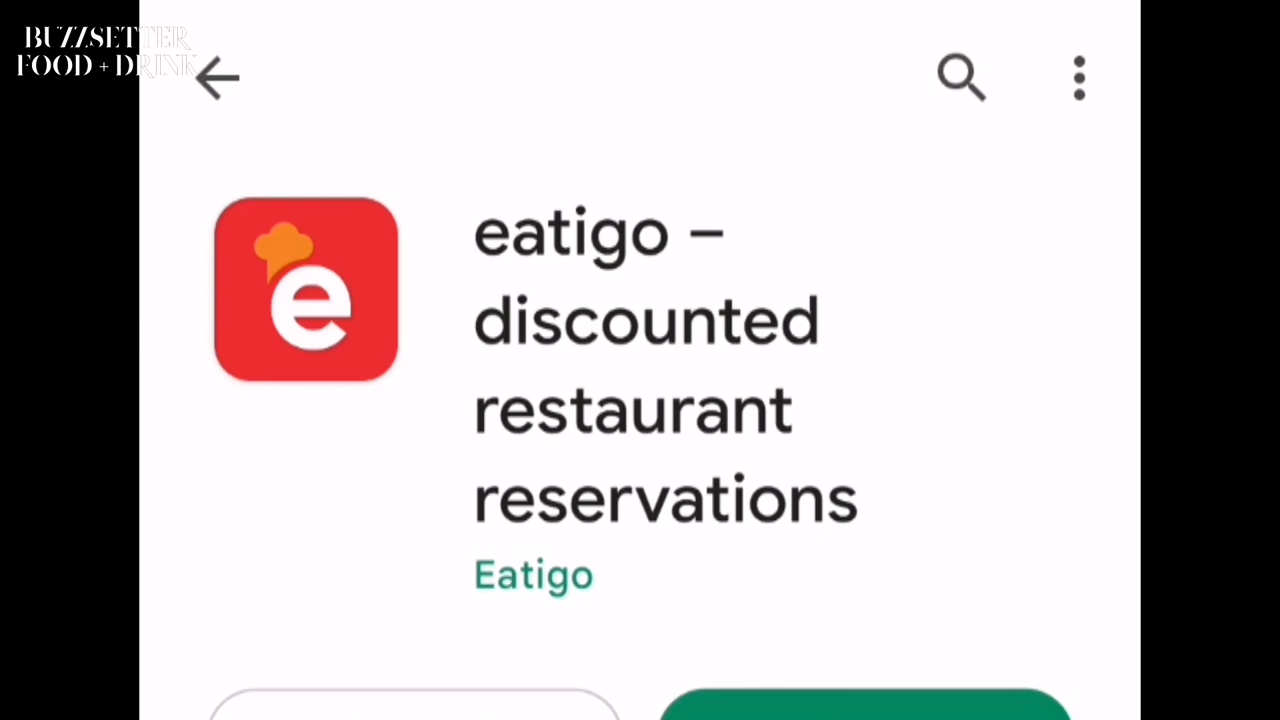 BUZZSETTER
FOOD + DRINK
e
eatigo –
discounted
restaurant
reservations
Eatigo